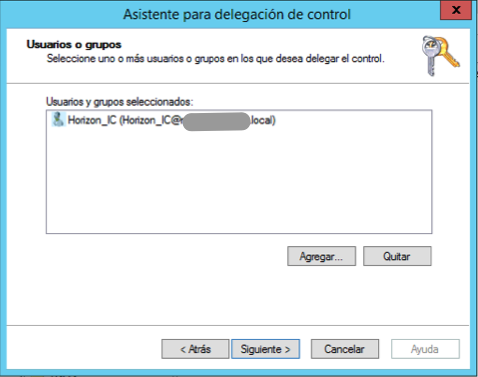 Asistente para delegación de control
x
Usuarios o grupos
Seleccione uno o más usuarios o grupos en los que desea delegar el control.
Usuarios y grupos seleccionados:
Horizon_IC (Horizon_IC@ .local)
Agregar... Quitar
< Atrás Siguiente > Cancelar Ayuda